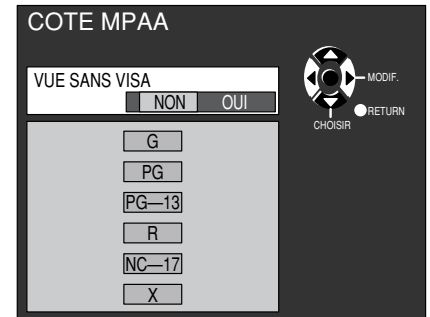 COTE MPAA
VUE SANS VISA
NON OUI
G
PG
PG—13
R
NC—17
X
MODIF.
RETURN
CHOISIR